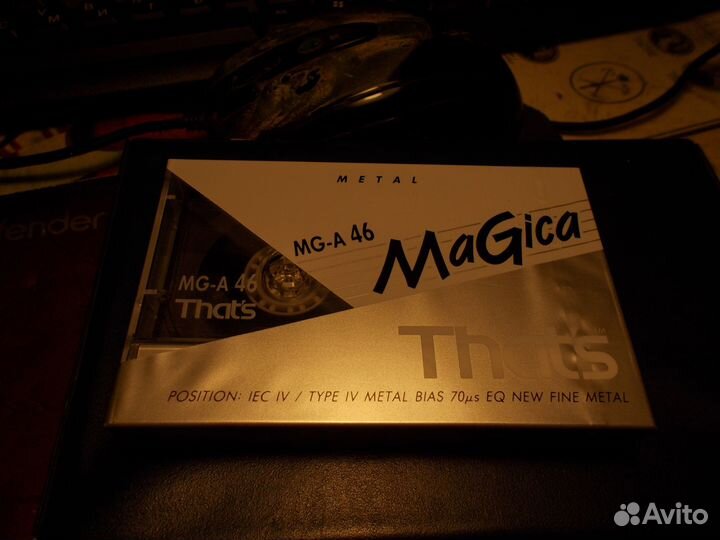 METAL
MG-A 46
MaGica
MG-A 46
That's
That's
POSITION: IEC IV / TYPE IV METAL BIAS 70µs EQ NEW FINE METAL
Avito